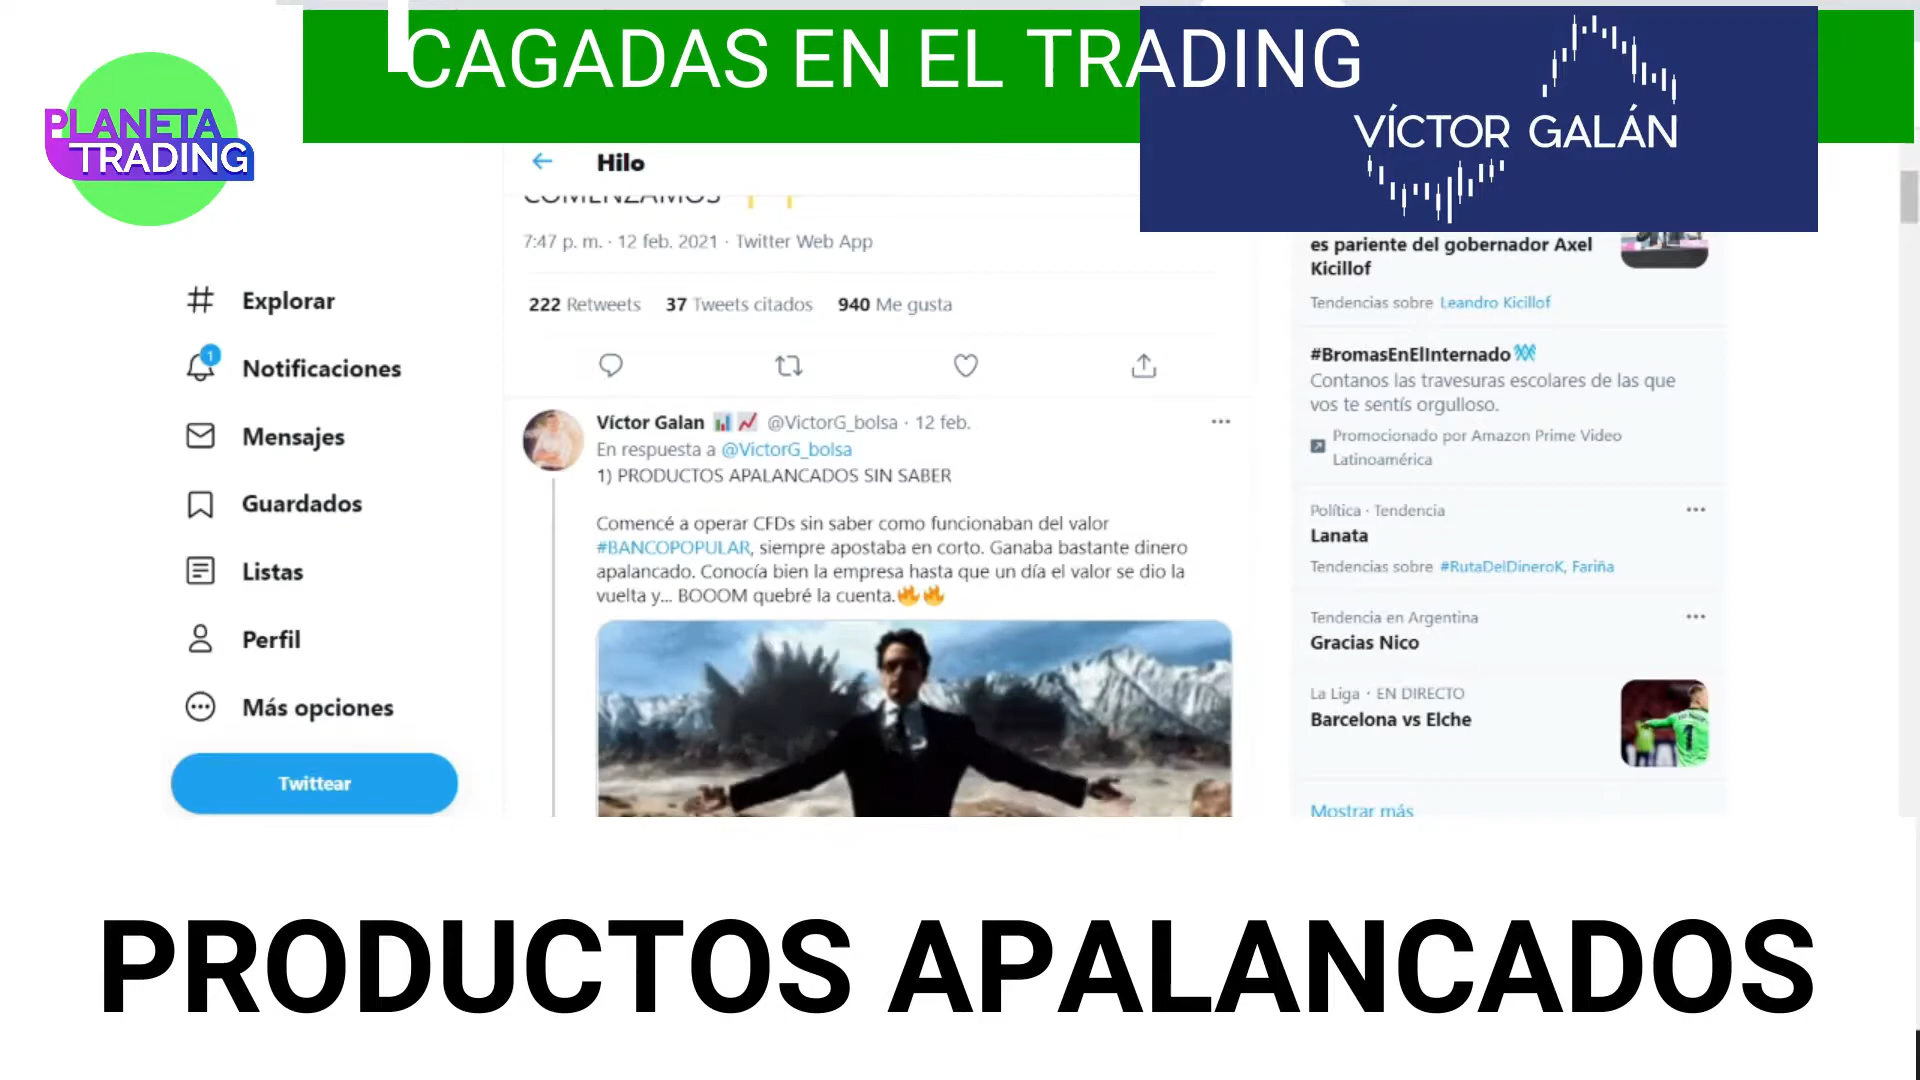 CAGADAS EN EL TRADING
VÍCTOR GALÁN
PLANETA
TRADING
Hilo
COMENZAMOS
7:47 p. m. · 12 feb. 2021 · Twitter Web App
222 Retweets 37 Tweets citados 940 Me gusta
Explorar
1
Notificaciones
Mensajes
Guardados
Listas
Perfil
Más opciones
Twittear
Víctor Galan 📊📈 @VictorG_bolsa · 12 feb.
En respuesta a @VictorG_bolsa
1) PRODUCTOS APALANCADOS SIN SABER
Comencé a operar CFDs sin saber como funcionaban del valor
#BANCOPOPULAR, siempre apostaba en corto. Ganaba bastante dinero
apalancado. Conocía bien la empresa hasta que un día el valor se dio la
vuelta y... BOOOM quebré la cuenta.🔥🔥
es pariente del gobernador Axel
Kicillof
Tendencias sobre Leandro Kicillof
#BromasEnElInternado
Contanos las travesuras escolares de las que
vos te sentís orgulloso.
Promocionado por Amazon Prime Video
Latinoamérica
Política · Tendencia
Lanata
Tendencias sobre #RutaDelDineroK, Fariña
Tendencia en Argentina
Gracias Nico
La Liga · EN DIRECTO
Barcelona vs Elche
Mostrar más
PRODUCTOS APALANCADOS